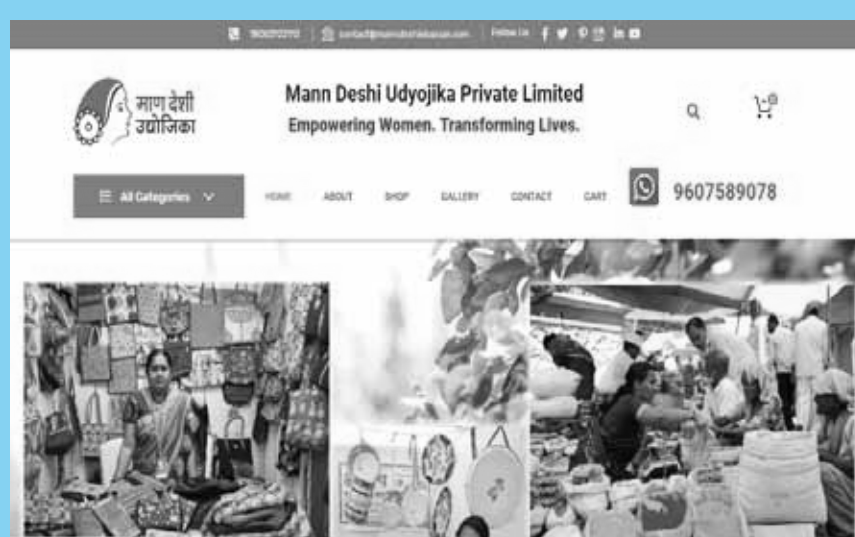 Follow Us
माण देशी
उद्योजिका
Mann Deshi Udyojika Private Limited
Empowering Women. Transforming Lives.
All Categories
HOME ABOUT SHOP GALLERY CONTACT CART
9607589078